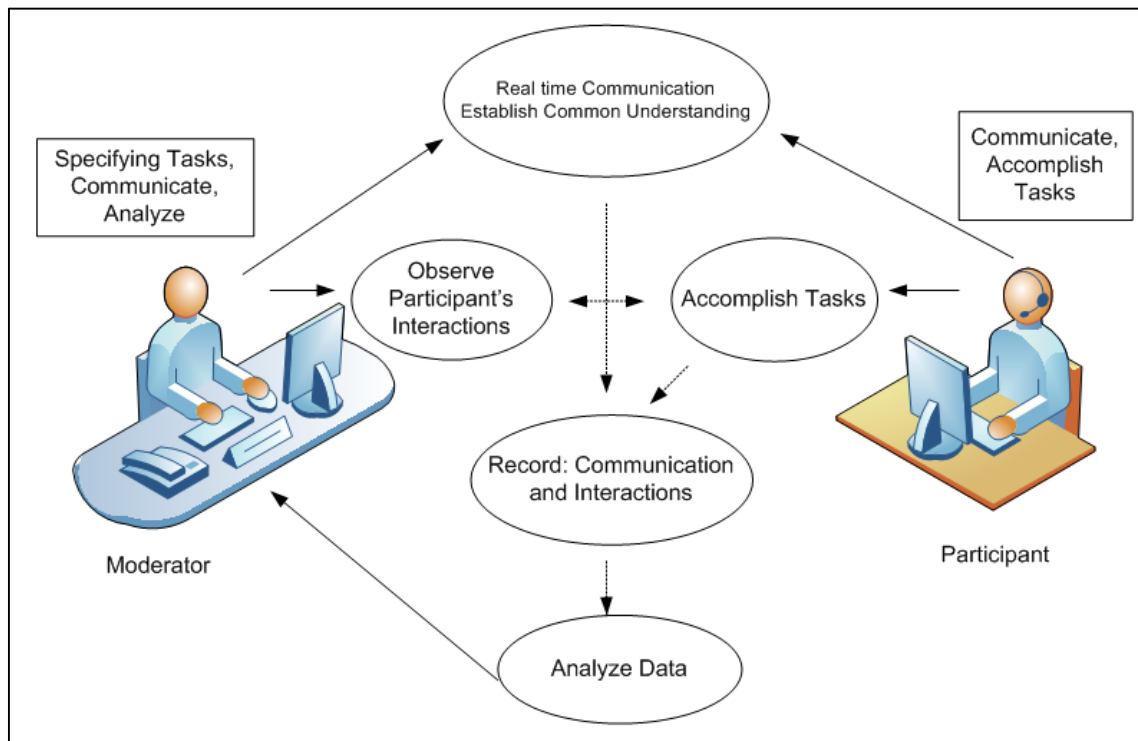 Real time Communication
Establish Common Understanding
Specifying Tasks,
Communicate,
Analyze
Communicate,
Accomplish
Tasks
Observe
Participant's
Interactions
Accomplish Tasks
Record: Communication
and Interactions
Moderator
Participant
Analyze Data